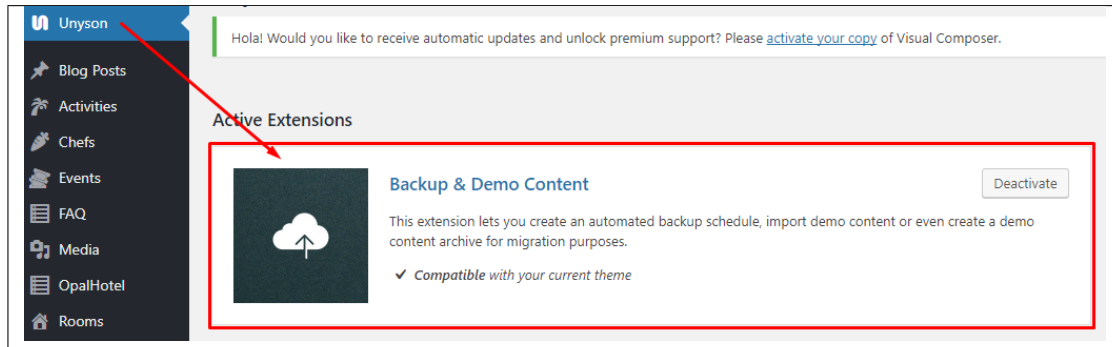 Unyson
Blog Posts
Activities
Chefs
Events
FAQ
Media
OpalHotel
Rooms
Hola! Would you like to receive automatic updates and unlock premium support? Please activate your copy of Visual Composer.
Active Extensions
Backup & Demo Content
Deactivate
This extension lets you create an automated backup schedule, import demo content or even create a demo
content archive for migration purposes.
✓ Compatible with your current theme